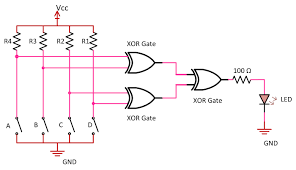 Vcc
R4 R3 R2 R1
XOR Gate
100 Ω
LED
XOR Gate
XOR Gate
A B C D
GND
GND